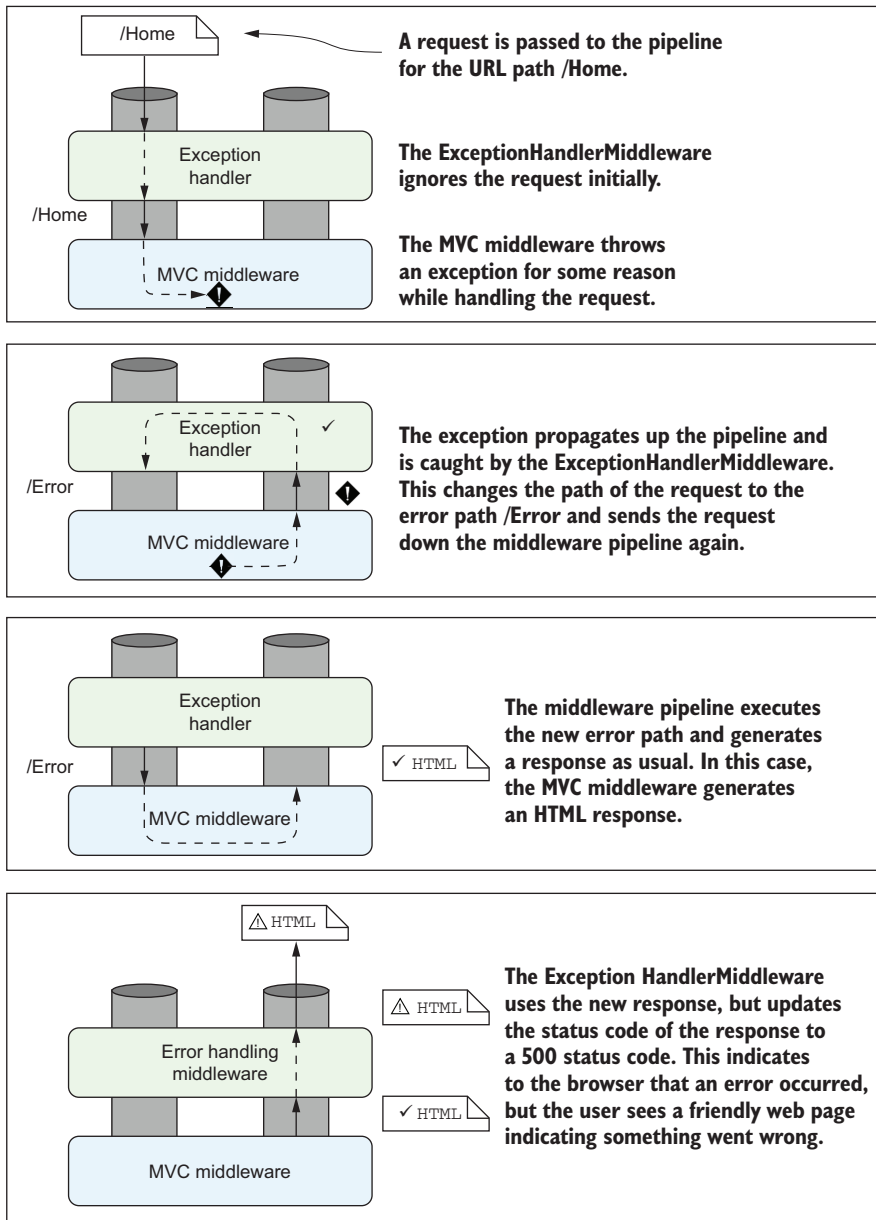 /Home
A request is passed to the pipeline
for the URL path /Home.
Exception
handler
The ExceptionHandlerMiddleware
ignores the request initially.
/Home
MVC middleware
The MVC middleware throws
an exception for some reason
while handling the request.
Exception
handler
✓
/Error
MVC middleware
The exception propagates up the pipeline and
is caught by the ExceptionHandlerMiddleware.
This changes the path of the request to the
error path /Error and sends the request
down the middleware pipeline again.
Exception
handler
/Error
MVC middleware
✓ HTML
The middleware pipeline executes
the new error path and generates
a response as usual. In this case,
the MVC middleware generates
an HTML response.
⚠ HTML
Error handling
middleware
MVC middleware
⚠ HTML
✓ HTML
The Exception HandlerMiddleware
uses the new response, but updates
the status code of the response to
a 500 status code. This indicates
to the browser that an error occurred,
but the user sees a friendly web page
indicating something went wrong.